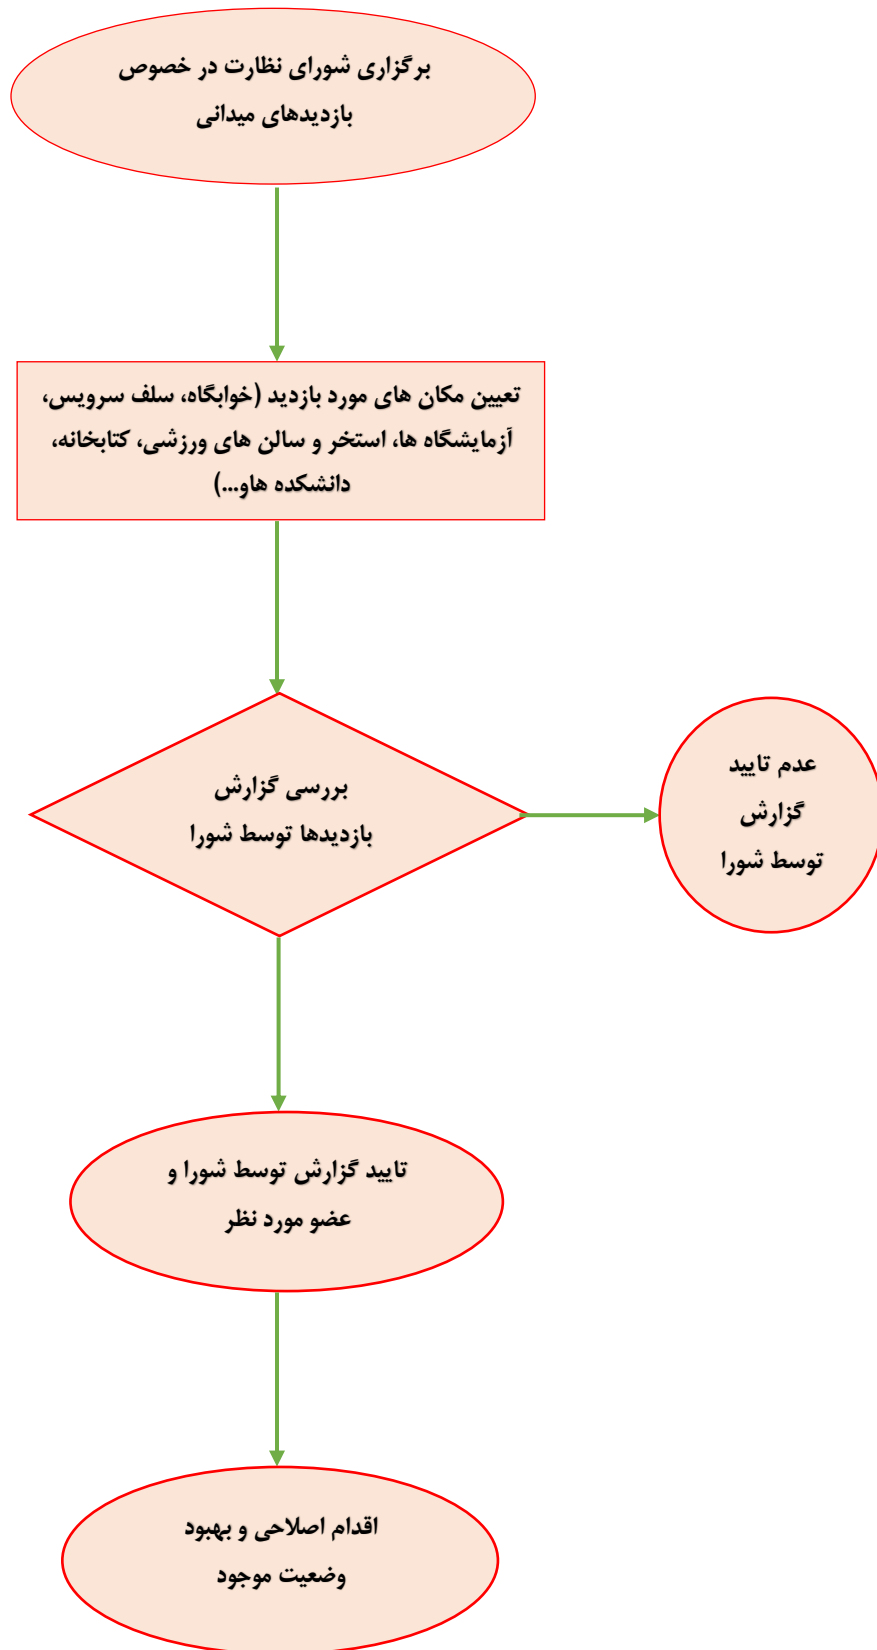 برگزاری شورای نظارت در خصوص
بازدیدهای میدانی
تعیین مکان های مورد بازدید (خوابگاه، سلف سرویس،
آزمایشگاه ها، استخر و سالن های ورزشی، کتابخانه،
دانشکده هاو...)
بررسی گزارش
بازدیدها توسط شورا
عدم تایید
گزارش
توسط شورا
تایید گزارش توسط شورا و
عضو مورد نظر
اقدام اصلاحی و بهبود
وضعیت موجود